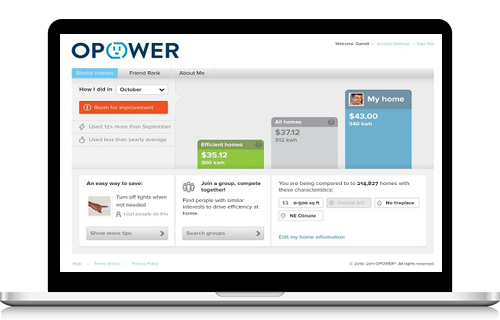 OPOWER
Welcome, Garrett • Account Settings • Sign Out
Similar homes Friend Rank About Me
How I did in October
Room for improvement
Used 12% more than September
Used less than yearly average
Efficient homes
$35.12
300 kwh
All homes
$37.12
312 kwh
My home
$43.00
340 kwh
An easy way to save:
Turn off lights when
not needed
1,021 people do this
Show more tips
Join a group, compete
together!
Find people with similar
interests to drive efficiency at
home.
Search groups
You are being compared to to 214,827 homes with
these characteristics:
0-500 sq ft
Central A/C
No fireplace
NE Climate
Edit my home information
Help • Terms of Use • Privacy Policy
OPOWER®. All rights reserved.